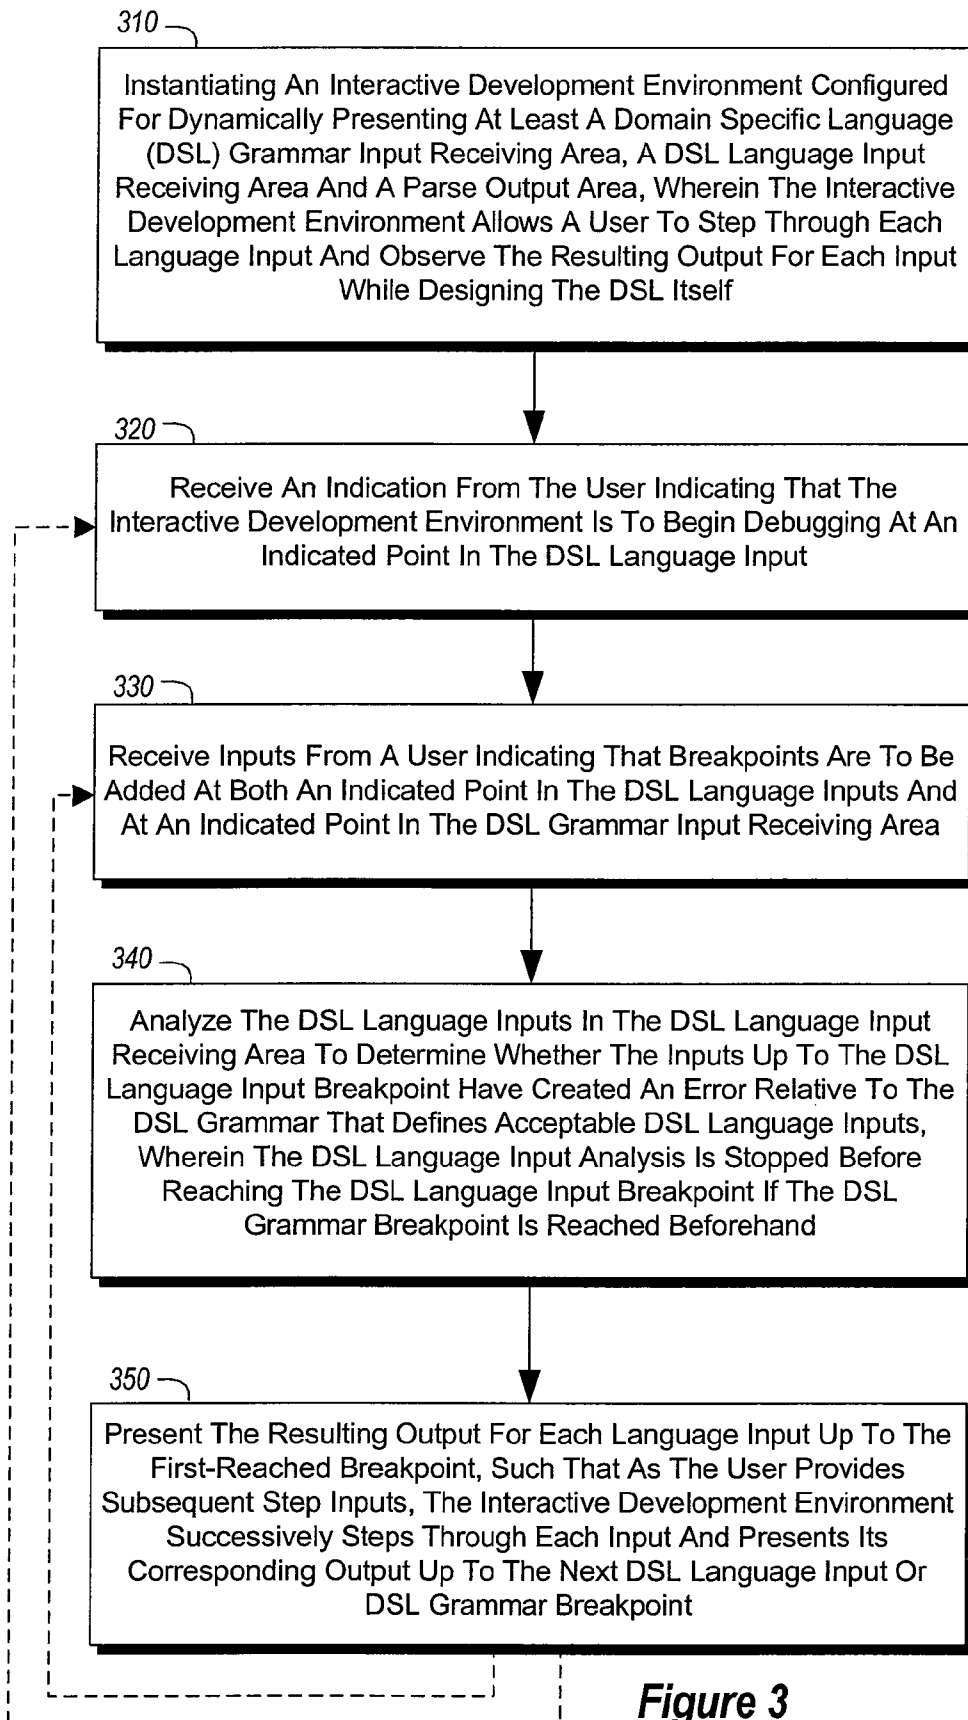 310
Instantiating An Interactive Development Environment Configured
For Dynamically Presenting At Least A Domain Specific Language
(DSL) Grammar Input Receiving Area, A DSL Language Input
Receiving Area And A Parse Output Area, Wherein The Interactive
Development Environment Allows A User To Step Through Each
Language Input And Observe The Resulting Output For Each Input
While Designing The DSL Itself
320
Receive An Indication From The User Indicating That The
Interactive Development Environment Is To Begin Debugging At An
Indicated Point In The DSL Language Input
330
Receive Inputs From A User Indicating That Breakpoints Are To Be
Added At Both An Indicated Point In The DSL Language Inputs And
At An Indicated Point In The DSL Grammar Input Receiving Area
340
Analyze The DSL Language Inputs In The DSL Language Input
Receiving Area To Determine Whether The Inputs Up To The DSL
Language Input Breakpoint Have Created An Error Relative To The
DSL Grammar That Defines Acceptable DSL Language Inputs,
Wherein The DSL Language Input Analysis Is Stopped Before
Reaching The DSL Language Input Breakpoint If The DSL
Grammar Breakpoint Is Reached Beforehand
350
Present The Resulting Output For Each Language Input Up To The
First-Reached Breakpoint, Such That As The User Provides
Subsequent Step Inputs, The Interactive Development Environment
Successively Steps Through Each Input And Presents Its
Corresponding Output Up To The Next DSL Language Input Or
DSL Grammar Breakpoint
Figure 3